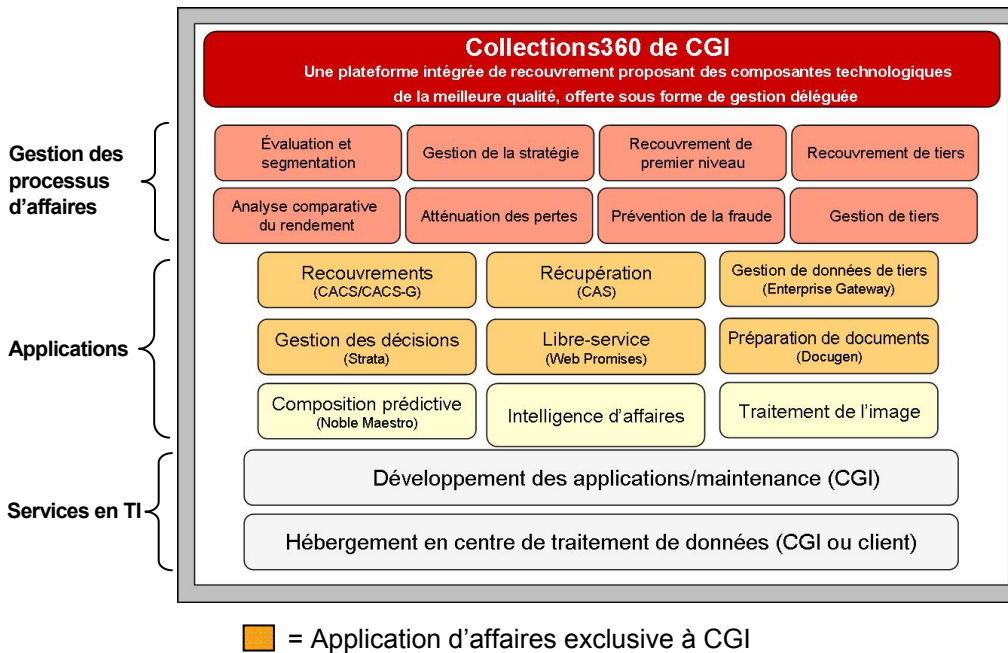 Collections360 de CGI
Une plateforme intégrée de recouvrement proposant des composantes technologiques
de la meilleure qualité, offerte sous forme de gestion déléguée
Gestion des
processus
d'affaires
Évaluation et
segmentation
Gestion de la stratégie
Recouvrement de
premier niveau
Recouvrement de tiers
Analyse comparative
du rendement
Atténuation des pertes
Prévention de la fraude
Gestion de tiers
Applications
Recouvrements
(CACS/CACS-G)
Récupération
(CAS)
Gestion de données de tiers
(Enterprise Gateway)
Gestion des décisions
(Strata)
Libre-service
(Web Promises)
Préparation de documents
(Docugen)
Composition prédictive
(Noble Maestro)
Intelligence d'affaires
Traitement de l'image
Services en TI
Développement des applications/maintenance (CGI)
Hébergement en centre de traitement de données (CGI ou client)
= Application d'affaires exclusive à CGI